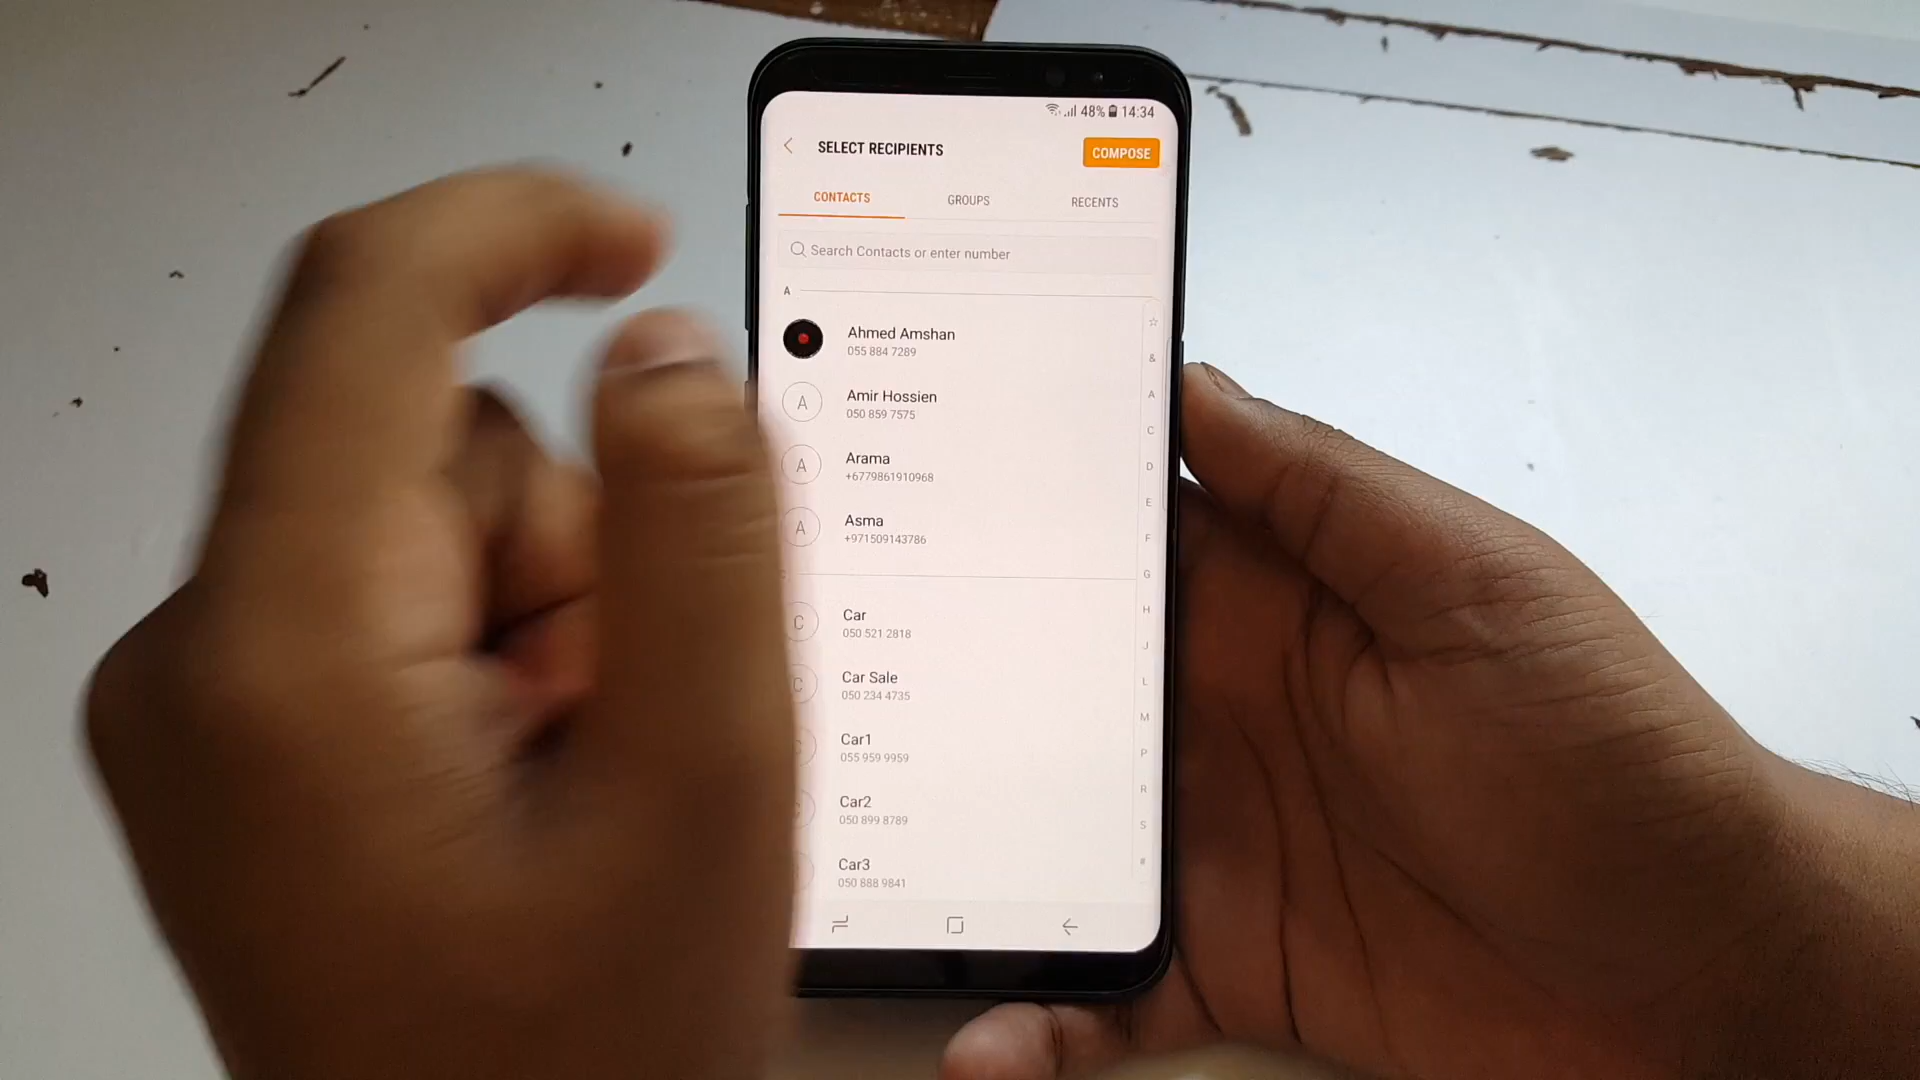 48% 14:34
SELECT RECIPIENTS
COMPOSE
CONTACTS GROUPS RECENTS
Search Contacts or enter number
A
Ahmed Amshan
055 884 7289
A
Amir Hossien
050 859 7575
A
Arama
+6779861910968
A
Asma
+971509143786
C
Car
050 521 2818
C
Car Sale
050 234 4735
Car1
055 959 9959
Car2
050 899 8789
Car3
050 888 9841
&
A
C
D
E
F
G
H
J
L
M
P
R
S
#